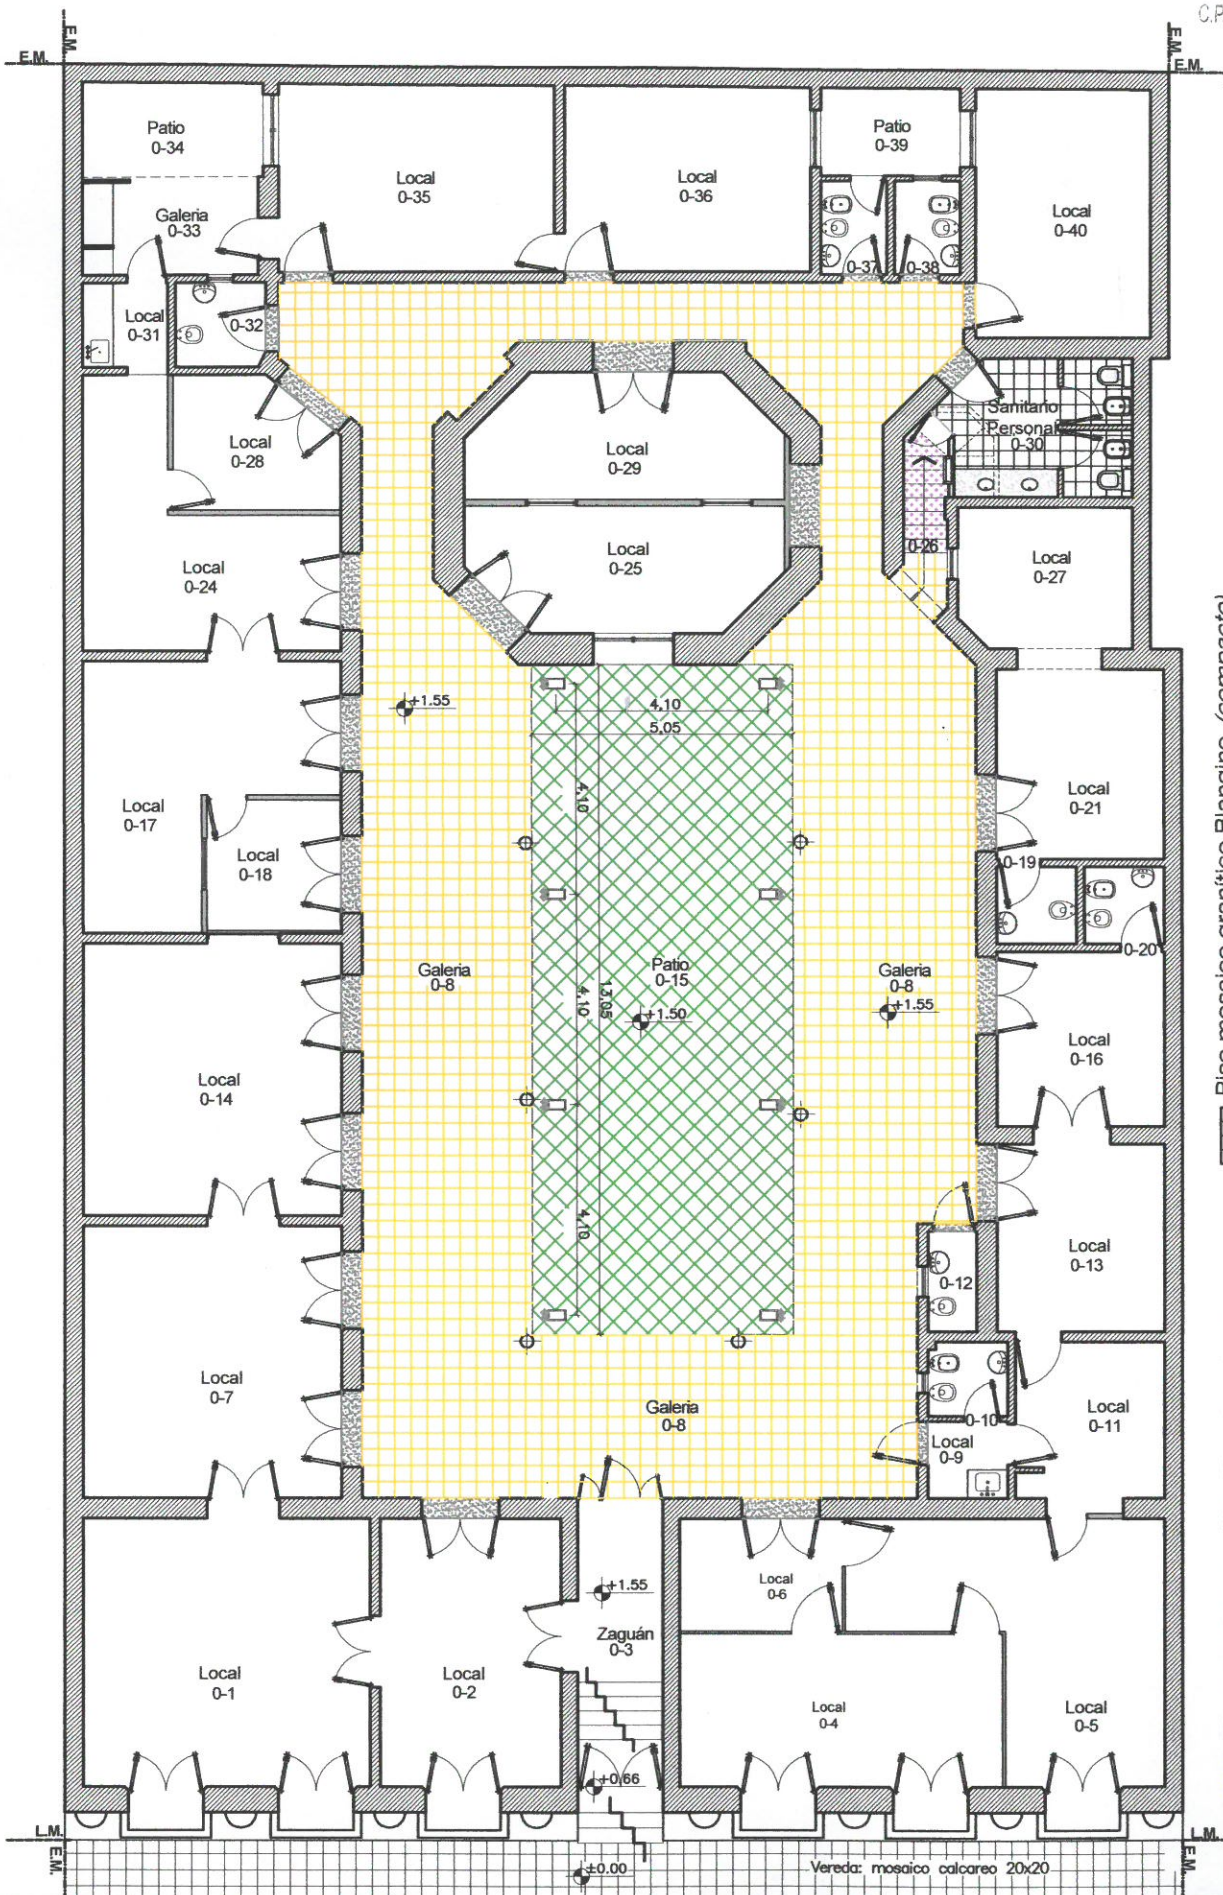 C.P
E.M.
E.M.
E.M.
E.M.
Patio
0-34
Local
0-35
Local
0-36
Patio
0-39
Local
0-40
Galeria
0-33
0-37
0-38
Local
0-31
0-32
Sanitario
Personal
0-30
Local
0-28
Local
0-29
Local
0-25
0-26
Local
0-27
Local
0-24
+1.55
4,10
5,05
4,10
Local
0-21
Local
0-17
Local
0-18
0-19
0-20
Galeria
0-8
Patio
0-15
Galeria
0-8
4,10
13,05
+1.50
+1.55
Local
0-16
Local
0-14
4,10
Local
0-13
0-12
Local
0-7
Galeria
0-8
0-10
Local
0-9
Local
0-11
+1.55
Local
0-6
Zaguán
0-3
Local
0-1
Local
0-2
Local
0-4
Local
0-5
+0,66
L.M.
E.M.
L.M.
E.M.
±0.00
Vereda: mosaico calcareo 20x20